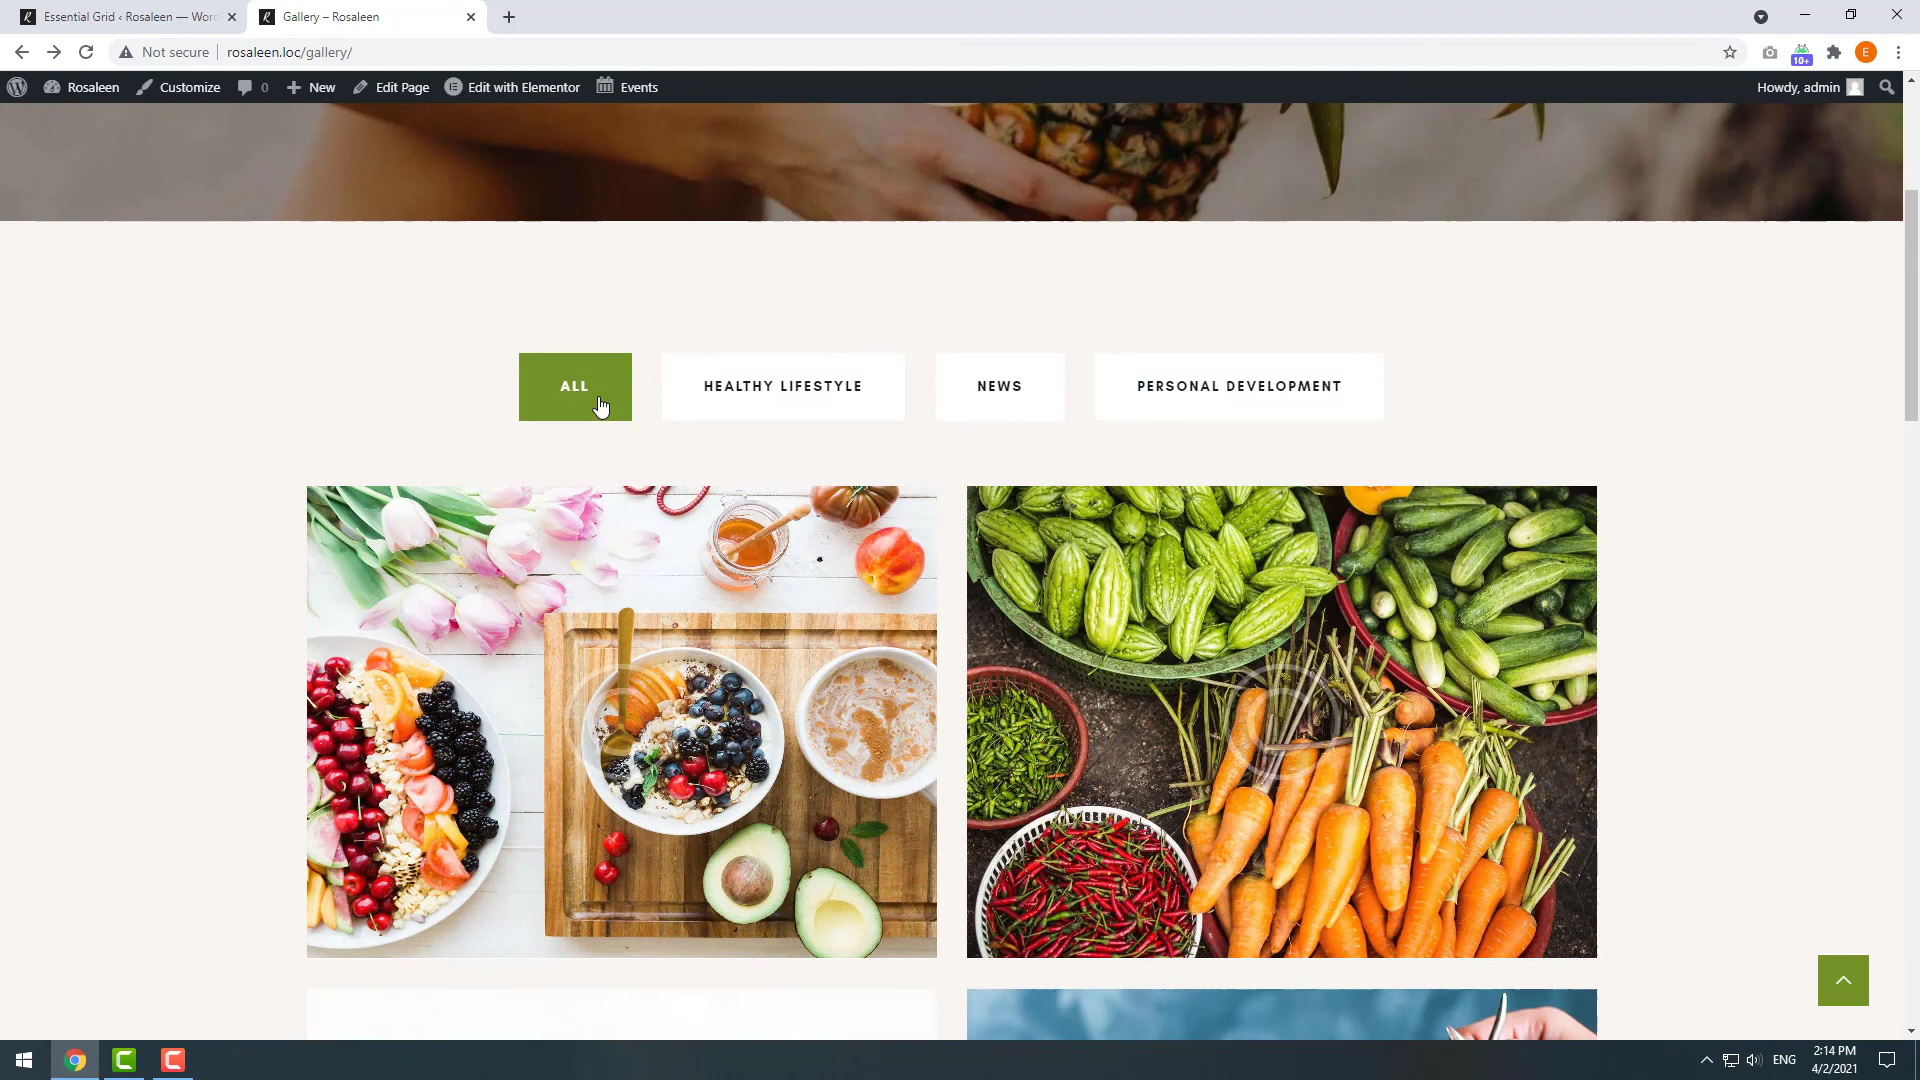 Essential Grid ‹ Rosaleen — Wor
Gallery – Rosaleen
Not secure
rosaleen.loc/gallery/
10+
E
Rosaleen
Customize
0
New
Edit Page
Edit with Elementor
Events
Howdy, admin
ALL
HEALTHY LIFESTYLE
NEWS
PERSONAL DEVELOPMENT
ENG
2:14 PM
4/2/2021